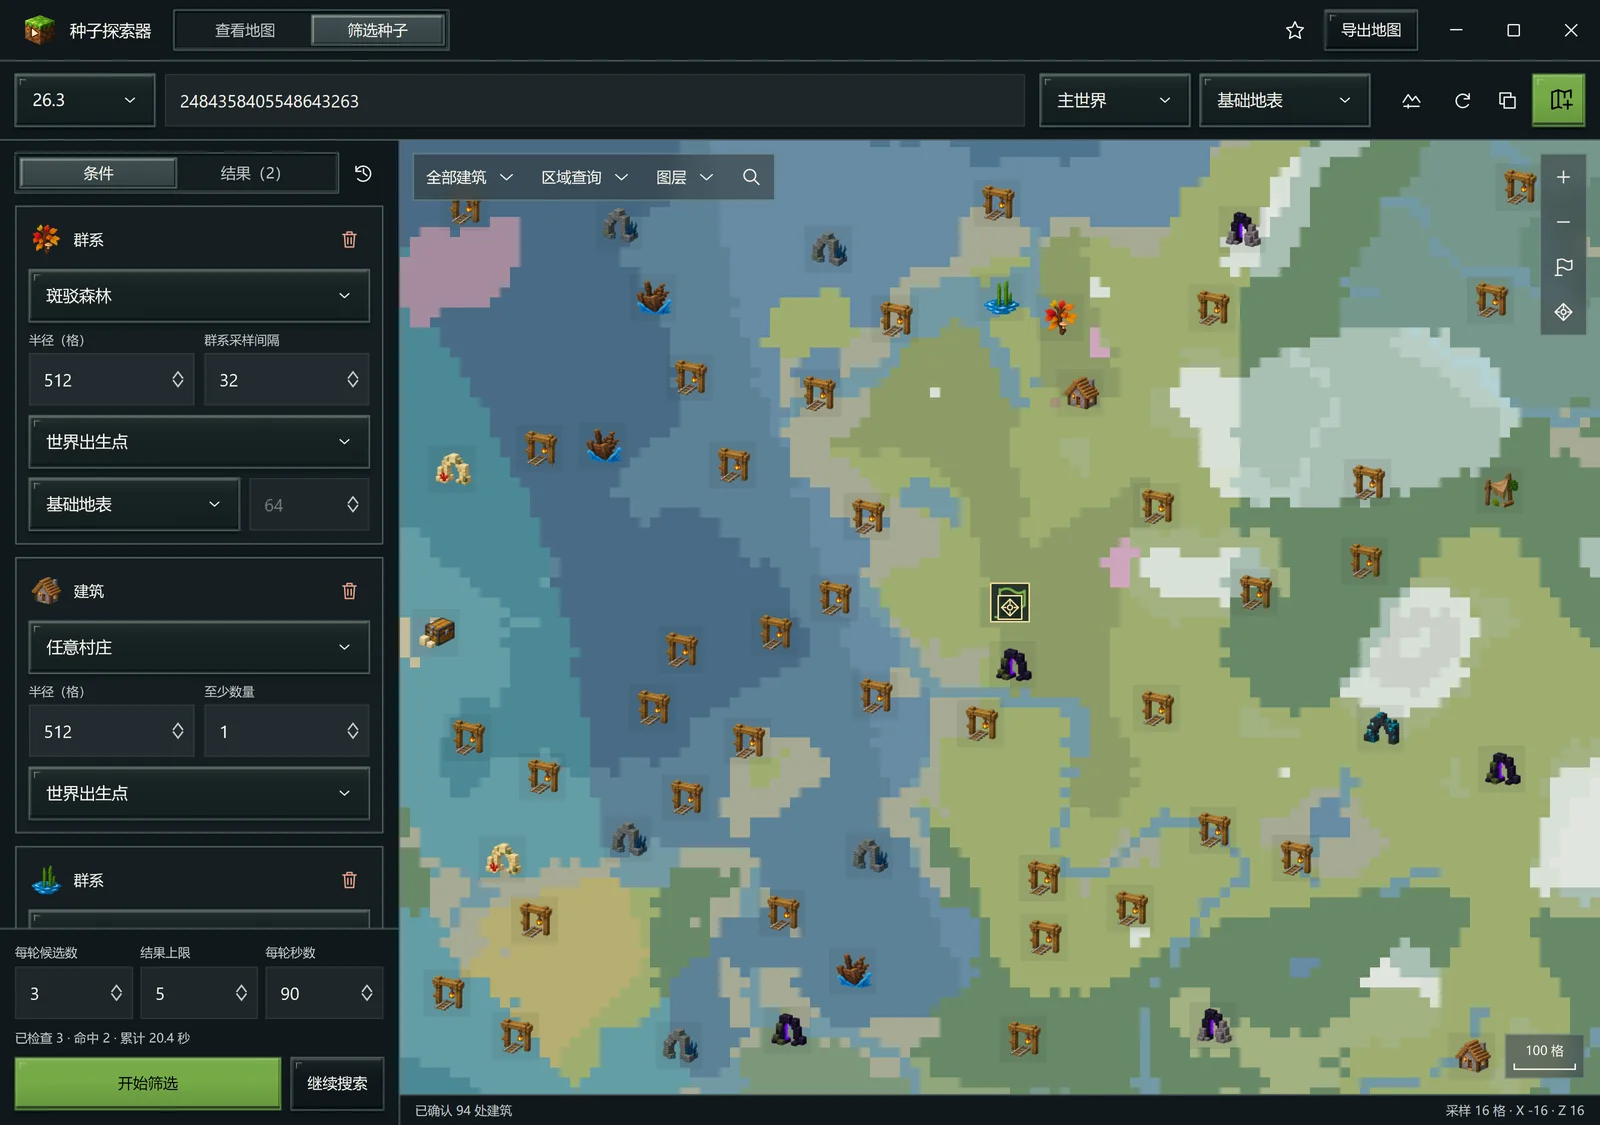 种子探索器
查看地图
筛选种子
导出地图
26.3
2484358405548643263
主世界
基础地表
条件
结果（2）
全部建筑
区域查询
图层
群系
斑驳森林
半径（格）
群系采样间隔
512
32
世界出生点
基础地表
64
建筑
任意村庄
半径（格）
至少数量
512
1
世界出生点
群系
每轮候选数
结果上限
每轮秒数
3
5
90
已检查 3 · 命中 2 · 累计 20.4 秒
开始筛选
继续搜索
100 格
已确认 94 处建筑
采样 16 格 · X -16 · Z 16